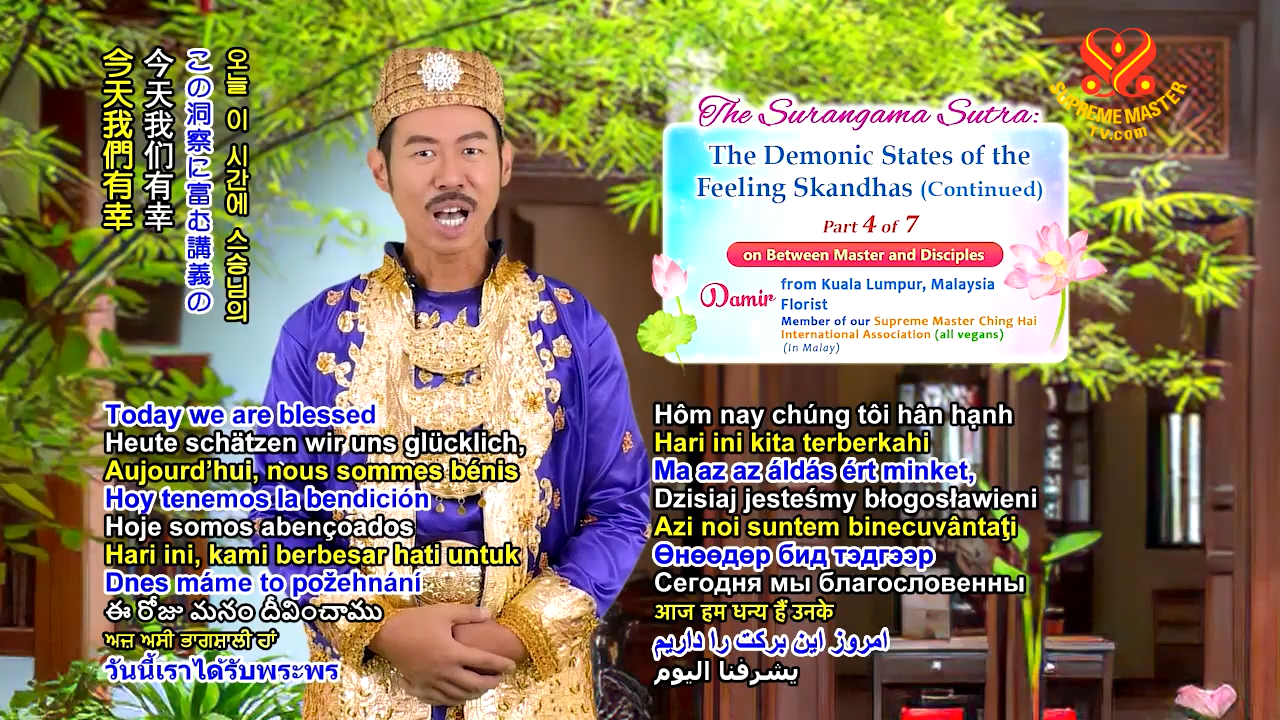 今天我們有幸
今天我们有幸
この洞察に富む講義の
오늘 이 시간에 스승님의
SUPREME MASTER
TV.com
The Surangama Sutra:
The Demonic States of the
Feeling Skandhas (Continued)
Part 4 of 7
on Between Master and Disciples
Damir
from Kuala Lumpur, Malaysia
Florist
Member of our Supreme Master Ching Hai
International Association (all vegans)
(In Malay)
Today we are blessed
Heute schätzen wir uns glücklich,
Aujourd’hui, nous sommes bénis
Hoy tenemos la bendición
Hoje somos abençoados
Hari ini, kami berbesar hati untuk
Dnes máme to požehnání
ఈ రోజు మనం దీవించాము
ਅਜ਼ ਅਸੀ ਭਾਗਸ਼ਾਲੀ ਹਾਂ
วันนี้เราได้รับพระพร
Hôm nay chúng tôi hân hạnh
Hari ini kita terberkahi
Ma az az áldás ért minket,
Dzisiaj jesteśmy błogosławieni
Azi noi suntem binecuvântaţi
Өнөөдөр бид тэдгээр
Сегодня мы благословенны
आज हम धन्य हैं उनके
امروز این برکت را داریم
يشرفنا اليوم